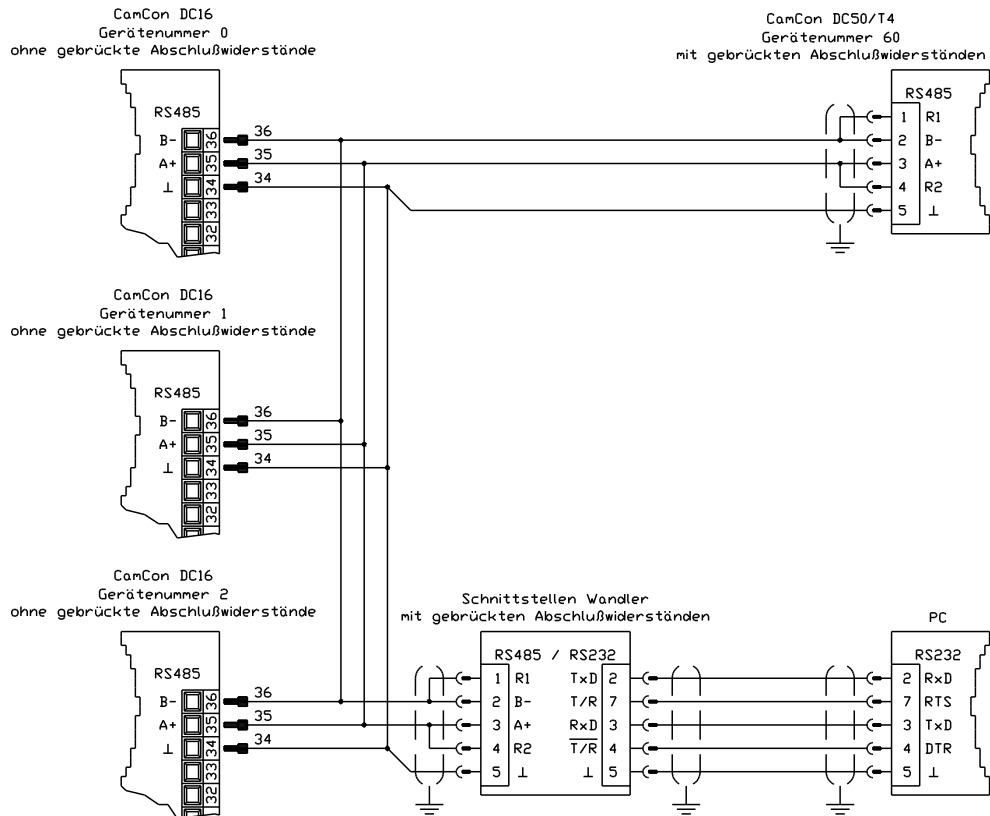 CamCon DC16
Gerätenummer 0
ohne gebrückte Abschlußwiderstände
RS485
B- 36 36
A+ 35 35
⊥ 34 34
33
32
CamCon DC50/T4
Gerätenummer 60
mit gebrückten Abschlußwiderständen
RS485
1 R1
2 B-
3 A+
4 R2
5 ⊥
CamCon DC16
Gerätenummer 1
ohne gebrückte Abschlußwiderstände
RS485
B- 36 36
A+ 35 35
⊥ 34 34
33
32
CamCon DC16
Gerätenummer 2
ohne gebrückte Abschlußwiderstände
RS485
B- 36 36
A+ 35 35
⊥ 34 34
33
32
Schnittstellen Wandler
mit gebrückten Abschlußwiderständen
RS485 / RS232
1 R1 TxD 2
2 B- T/R 7
3 A+ RxD 3
4 R2 T/R 4
5 ⊥ ⊥ 5
PC
RS232
2 RxD
7 RTS
3 TxD
4 DTR
5 ⊥